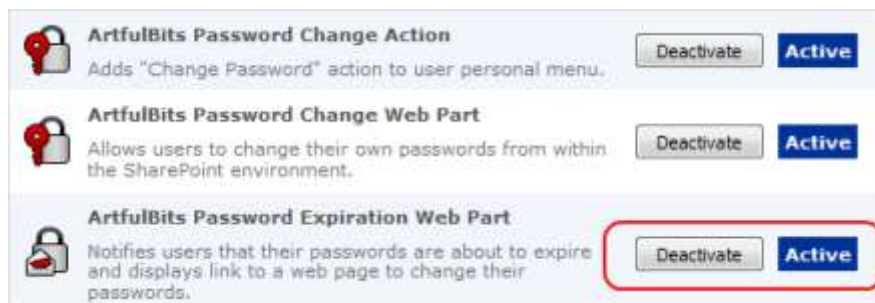 ArtfulBits Password Change Action
Adds "Change Password" action to user personal menu.
Deactivate
Active
ArtfulBits Password Change Web Part
Allows users to change their own passwords from within
the SharePoint environment.
Deactivate
Active
ArtfulBits Password Expiration Web Part
Notifies users that their passwords are about to expire
and displays link to a web page to change their
passwords.
Deactivate
Active